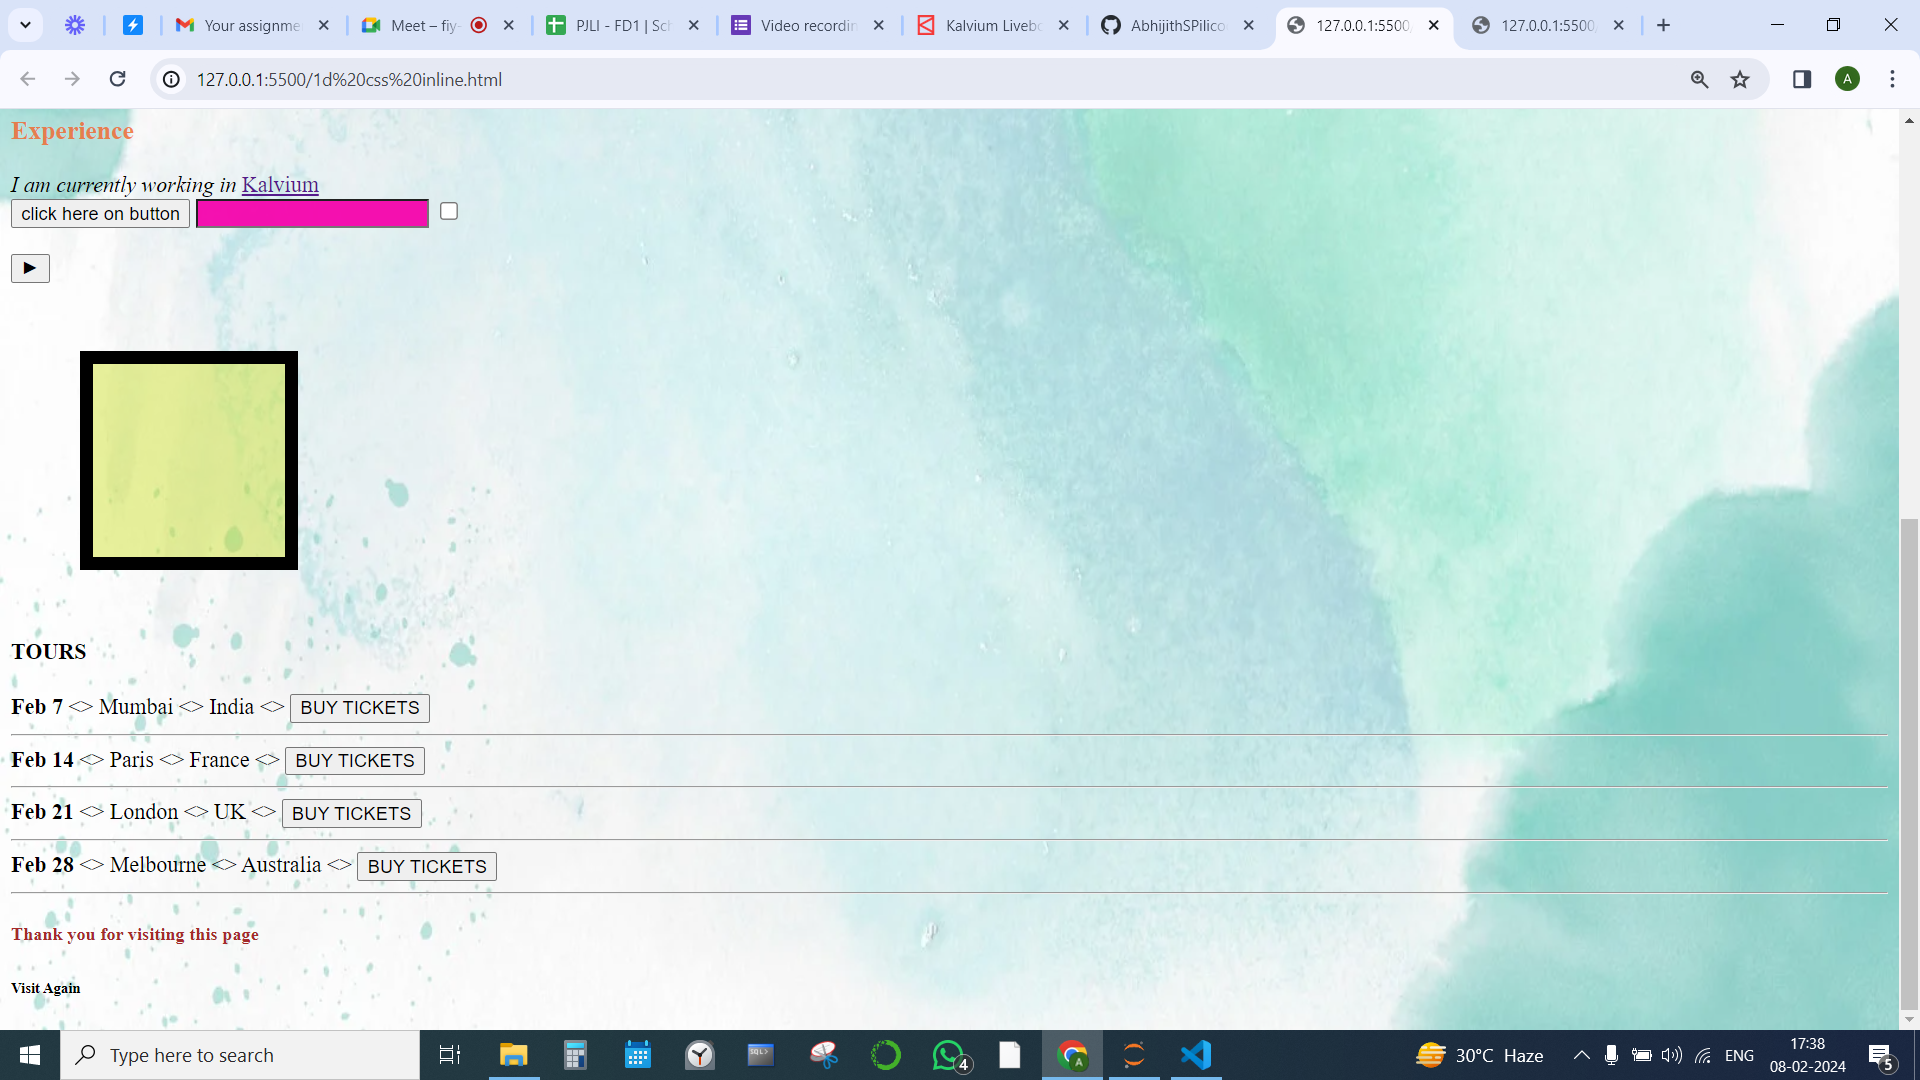 Your assignme
Meet – fiy-
PJLI - FD1 | Sch
Video recordin
Kalvium Livebo
AbhijithSPilico
127.0.0.1:5500,
127.0.0.1:5500,
127.0.0.1:5500/1d%20css%20inline.html
A
Experience
I am currently working in Kalvium
click here on button
TOURS
Feb 7 <> Mumbai <> India <> BUY TICKETS
Feb 14 <> Paris <> France <> BUY TICKETS
Feb 21 <> London <> UK <> BUY TICKETS
Feb 28 <> Melbourne <> Australia <> BUY TICKETS
Thank you for visiting this page
Visit Again
Type here to search
SQL>
4
A
30°C Haze
ENG
17:38
08-02-2024
5